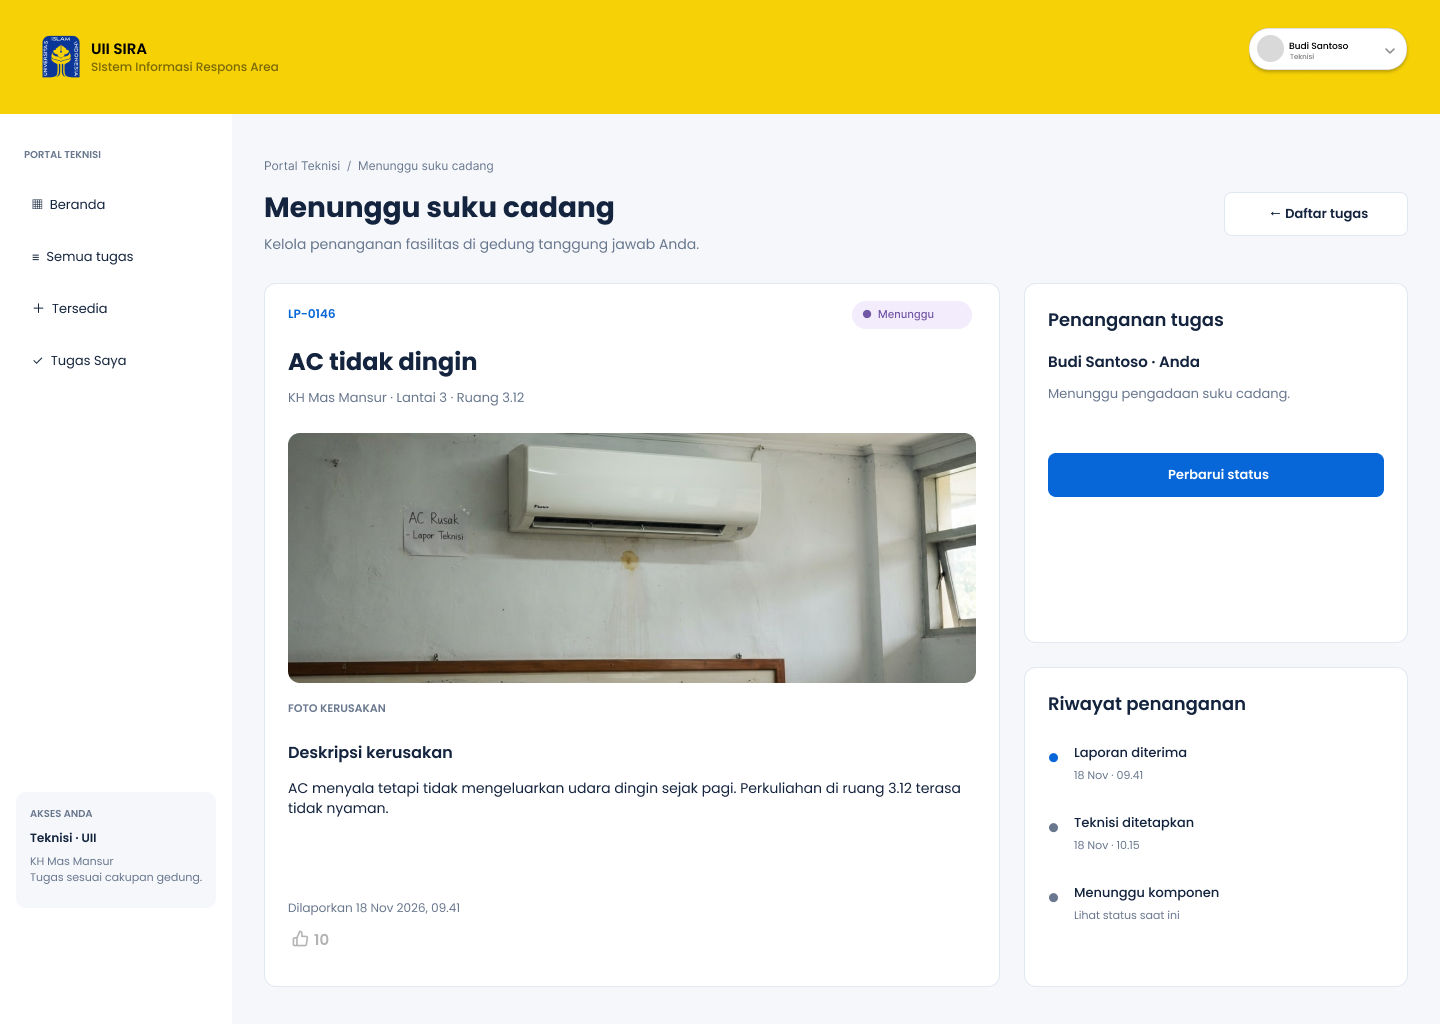 UNIVERSITAS ISLAM INDONESIA
UII SIRA
SIstem Informasi Respons Area
Budi Santoso
Teknisi
PORTAL TEKNISI
Beranda
Semua tugas
Tersedia
Tugas Saya
AKSES ANDA
Teknisi · UII
KH Mas Mansur
Tugas sesuai cakupan gedung.
Portal Teknisi / Menunggu suku cadang
Menunggu suku cadang
Kelola penanganan fasilitas di gedung tanggung jawab Anda.
← Daftar tugas
LP-0146
Menunggu
AC tidak dingin
KH Mas Mansur · Lantai 3 · Ruang 3.12
AC Rusak
- Lapor Teknisi
FOTO KERUSAKAN
Deskripsi kerusakan
AC menyala tetapi tidak mengeluarkan udara dingin sejak pagi. Perkuliahan di ruang 3.12 terasa
tidak nyaman.
Dilaporkan 18 Nov 2026, 09.41
10
Penanganan tugas
Budi Santoso · Anda
Menunggu pengadaan suku cadang.
Perbarui status
Riwayat penanganan
Laporan diterima
18 Nov · 09.41
Teknisi ditetapkan
18 Nov · 10.15
Menunggu komponen
Lihat status saat ini